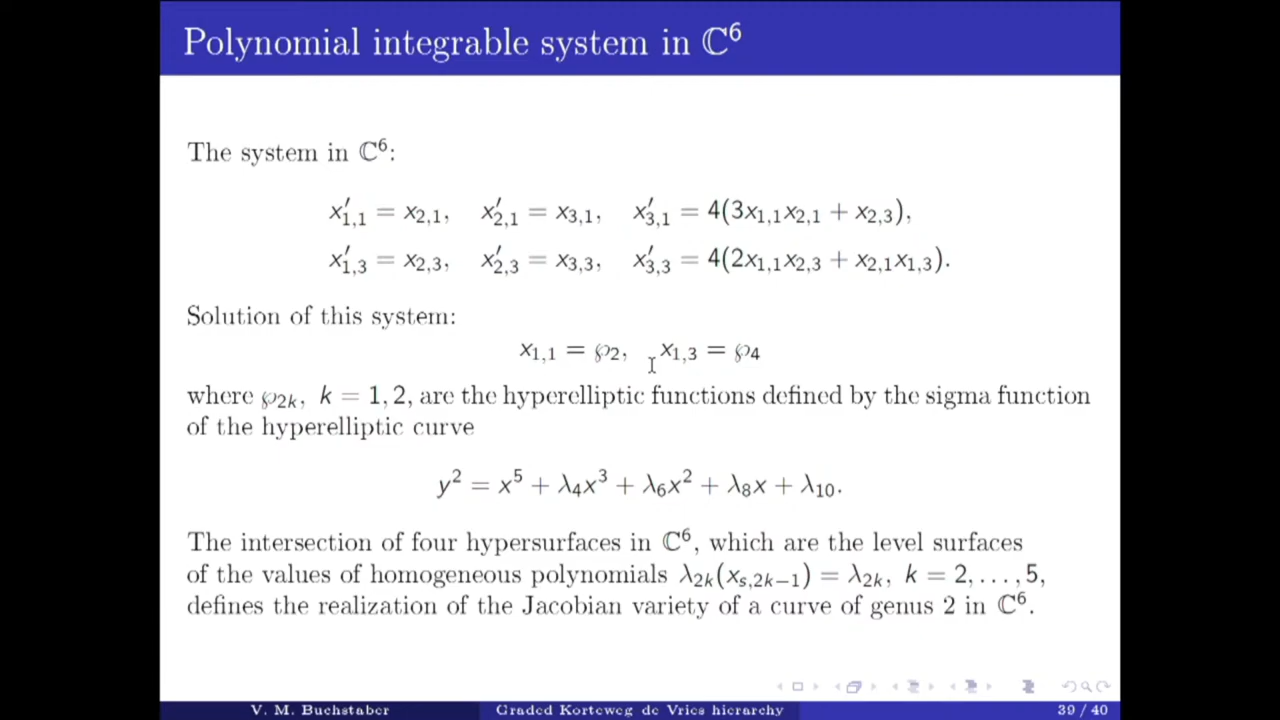 Polynomial integrable system in ℂ⁶
The system in ℂ⁶:
x′₁,₁ = x₂,₁, x′₂,₁ = x₃,₁, x′₃,₁ = 4(3x₁,₁x₂,₁ + x₂,₃),
x′₁,₃ = x₂,₃, x′₂,₃ = x₃,₃, x′₃,₃ = 4(2x₁,₁x₂,₃ + x₂,₁x₁,₃).
Solution of this system:
x₁,₁ = ℘₂, x₁,₃ = ℘₄
where ℘₂ₖ, k = 1, 2, are the hyperelliptic functions defined by the sigma function
of the hyperelliptic curve
y² = x⁵ + λ₄x³ + λ₆x² + λ₈x + λ₁₀.
The intersection of four hypersurfaces in ℂ⁶, which are the level surfaces
of the values of homogeneous polynomials λ₂ₖ(xₛ,₂ₖ₋₁) = λ₂ₖ, k = 2, . . . , 5,
defines the realization of the Jacobian variety of a curve of genus 2 in ℂ⁶.
V. M. Buchstaber Graded Korteweg de Vries hierarchy 39 / 40